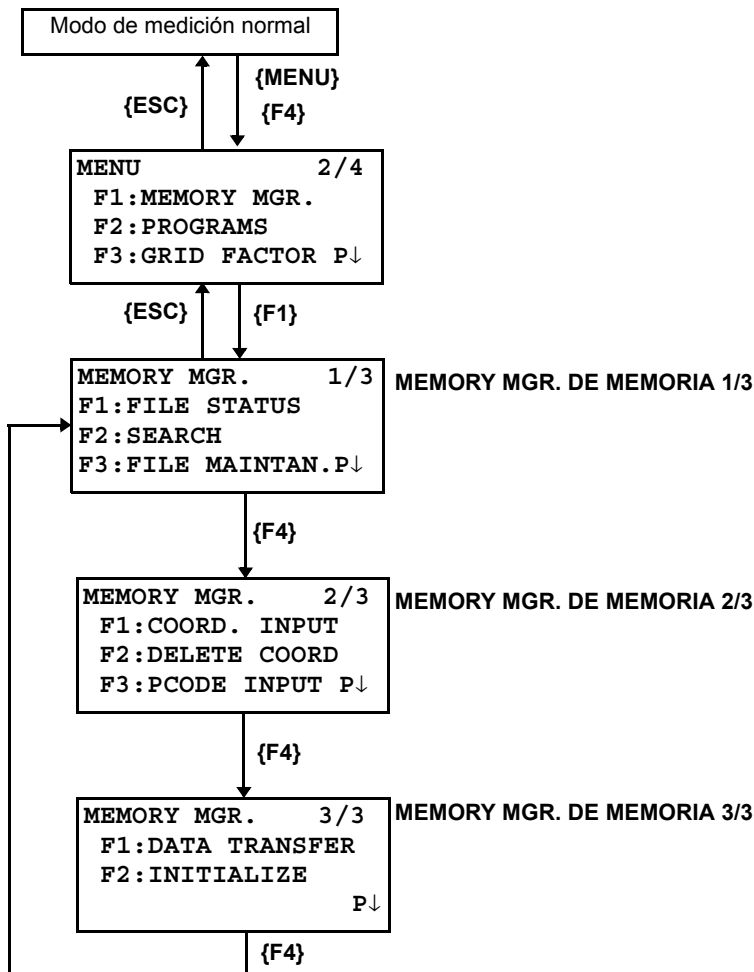 Modo de medición normal
{MENU}
{ESC}
{F4}
MENU 2/4
F1:MEMORY MGR.
F2:PROGRAMS
F3:GRID FACTOR P↓
{ESC} {F1}
MEMORY MGR. 1/3 MEMORY MGR. DE MEMORIA 1/3
F1:FILE STATUS
F2:SEARCH
F3:FILE MAINTAN.P↓
{F4}
MEMORY MGR. 2/3 MEMORY MGR. DE MEMORIA 2/3
F1:COORD. INPUT
F2:DELETE COORD
F3:PCODE INPUT P↓
{F4}
MEMORY MGR. 3/3 MEMORY MGR. DE MEMORIA 3/3
F1:DATA TRANSFER
F2:INITIALIZE
P↓
{F4}